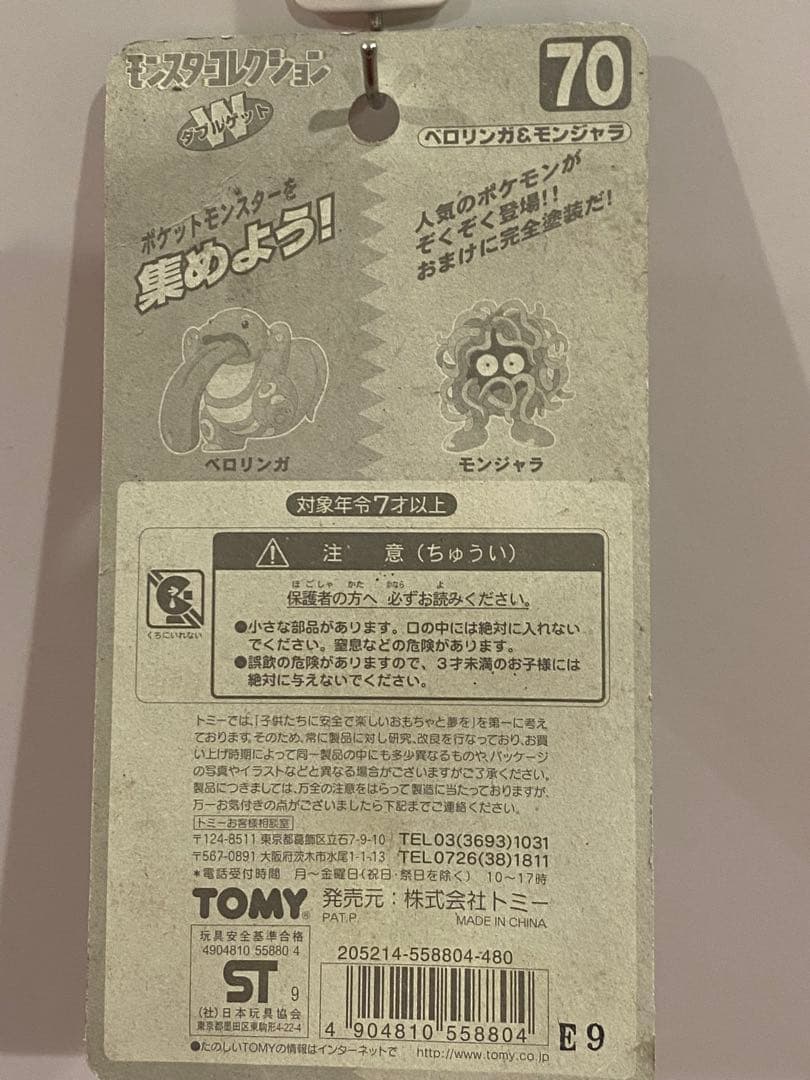 モンスターコレクション
W
ダブルゲット
70
ベロリンガ&モンジャラ
ポケットモンスターを
集めよう!
人気のポケモンが
ぞくぞく登場!!
おまけに完全塗装だ!
ベロリンガ
モンジャラ
対象年令7才以上
注 意(ちゅうい)
ほごしゃ かた かなら よ
保護者の方へ 必ずお読みください。
●小さな部品があります。口の中には絶対に入れない
でください。窒息などの危険があります。
●誤飲の危険がありますので、3才未満のお子様には
絶対に与えないでください。
くちにいれない
トミーでは、「子供たちに安全で楽しいおもちゃと夢を」を第一に考え
ております。そのため、常に製品に対し研究、改良を行なっており、お買
い上げ時期によって同一製品の中にも多少異なるものや、パッケージ
の写真やイラストなどと異なる場合がございますがご了承ください。
製品につきましては、万全の注意をはらって製造に当たっておりますが、
万一お気付きの点がございましたら下記までご連絡ください。
トミーお客様相談室
〒124-8511 東京都葛飾区立石7-9-10 TEL03(3693)1031
〒567-0891 大阪府茨木市水尾1-1-13 TEL0726(38)1811
*電話受付時間 月～金曜日(祝日・祭日を除く) 10～17時
TOMY® 発売元:株式会社トミー
PAT.P. MADE IN CHINA
玩具安全基準合格
4904810 55880 4
ST 9
(社)日本玩具協会
東京都墨田区東駒形4-22-4
205214-558804-480
4 904810 558804
E 9
●たのしいTOMYの情報はインターネットで http://www.tomy.co.jp